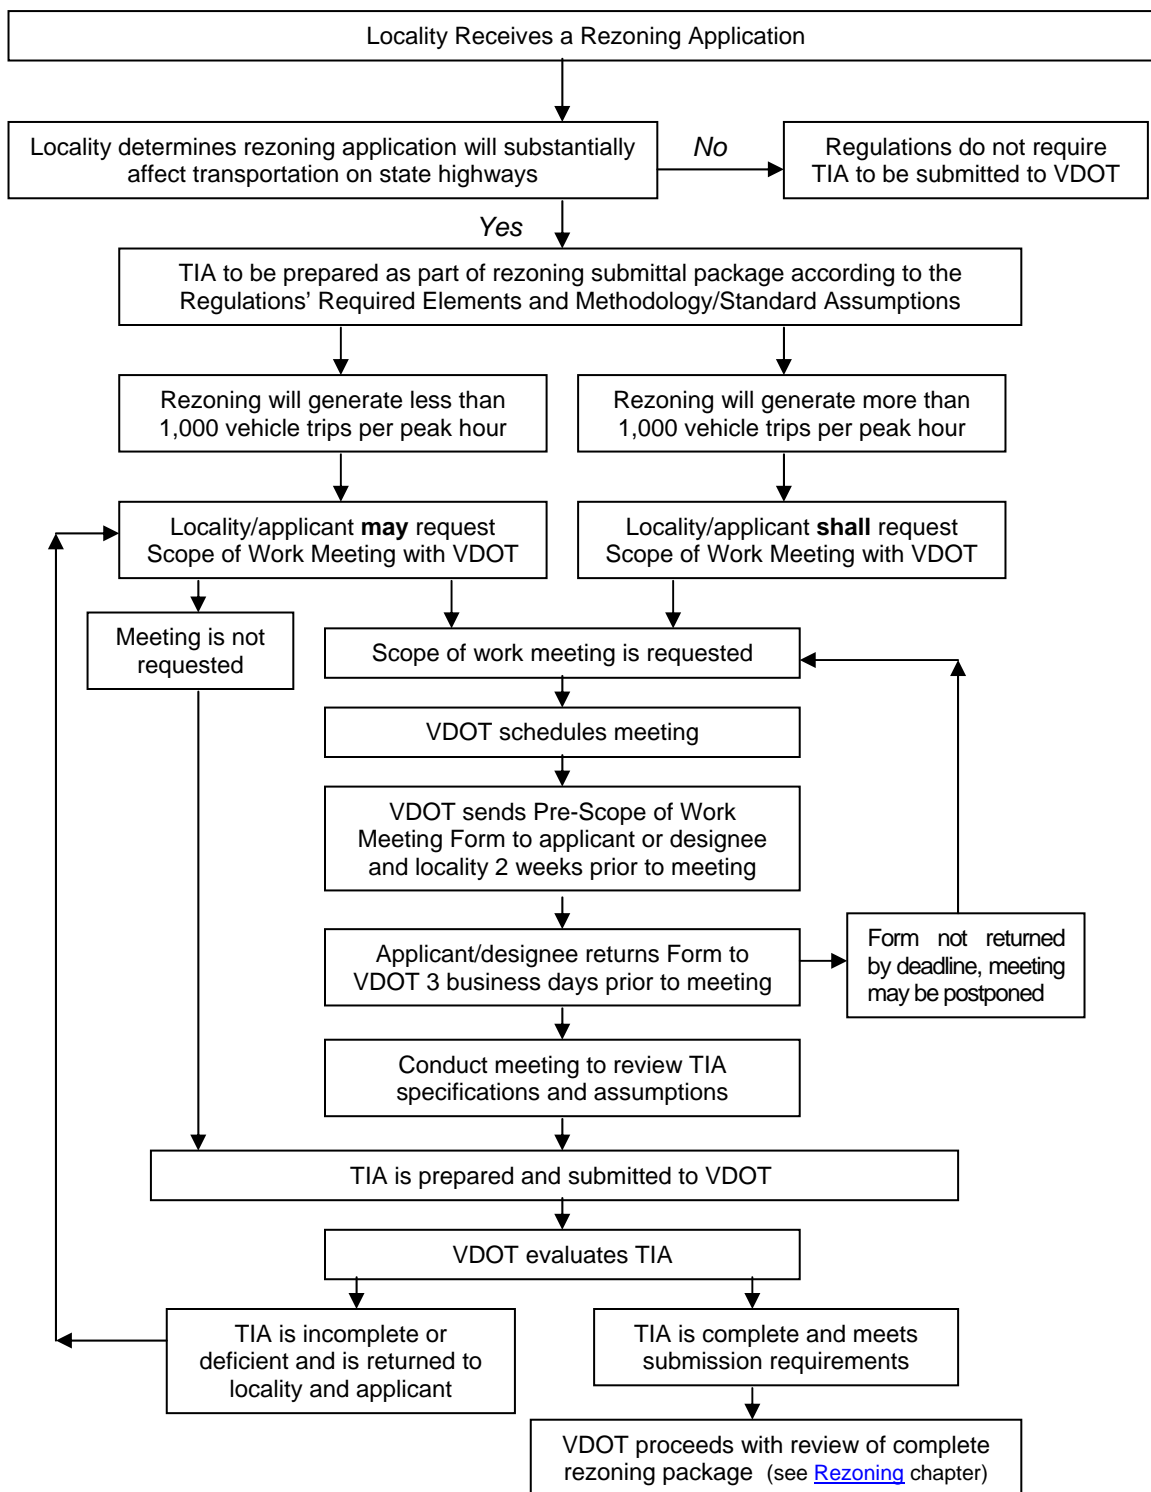 Locality Receives a Rezoning Application
Locality determines rezoning application will substantially
affect transportation on state highways
No
Regulations do not require
TIA to be submitted to VDOT
Yes
TIA to be prepared as part of rezoning submittal package according to the
Regulations' Required Elements and Methodology/Standard Assumptions
Rezoning will generate less than
1,000 vehicle trips per peak hour
Rezoning will generate more than
1,000 vehicle trips per peak hour
Locality/applicant may request
Scope of Work Meeting with VDOT
Locality/applicant shall request
Scope of Work Meeting with VDOT
Meeting is not
requested
Scope of work meeting is requested
VDOT schedules meeting
VDOT sends Pre-Scope of Work
Meeting Form to applicant or designee
and locality 2 weeks prior to meeting
Applicant/designee returns Form to
VDOT 3 business days prior to meeting
Form not returned
by deadline, meeting
may be postponed
Conduct meeting to review TIA
specifications and assumptions
TIA is prepared and submitted to VDOT
VDOT evaluates TIA
TIA is incomplete or
deficient and is returned to
locality and applicant
TIA is complete and meets
submission requirements
VDOT proceeds with review of complete
rezoning package (see Rezoning chapter)